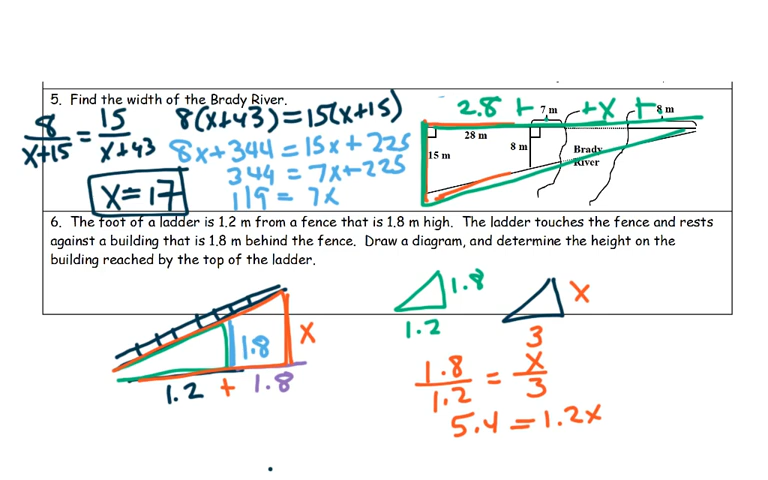 5. Find the width of the Brady River.
8/x+15 = 15/x+43
8(x+43)=15(x+15)
8x+344=15x+225
344=7x+225
119=7x
x=17
2.8 + 7 m +x+ 8 m
28 m
8 m
15 m
Brady
River
6. The foot of a ladder is 1.2 m from a fence that is 1.8 m high. The ladder touches the fence and rests
against a building that is 1.8 m behind the fence. Draw a diagram, and determine the height on the
building reached by the top of the ladder.
1.8
x
1.2 + 1.8
1.8
1.2
x
3
1.8/1.2 = x/3
5.4=1.2x